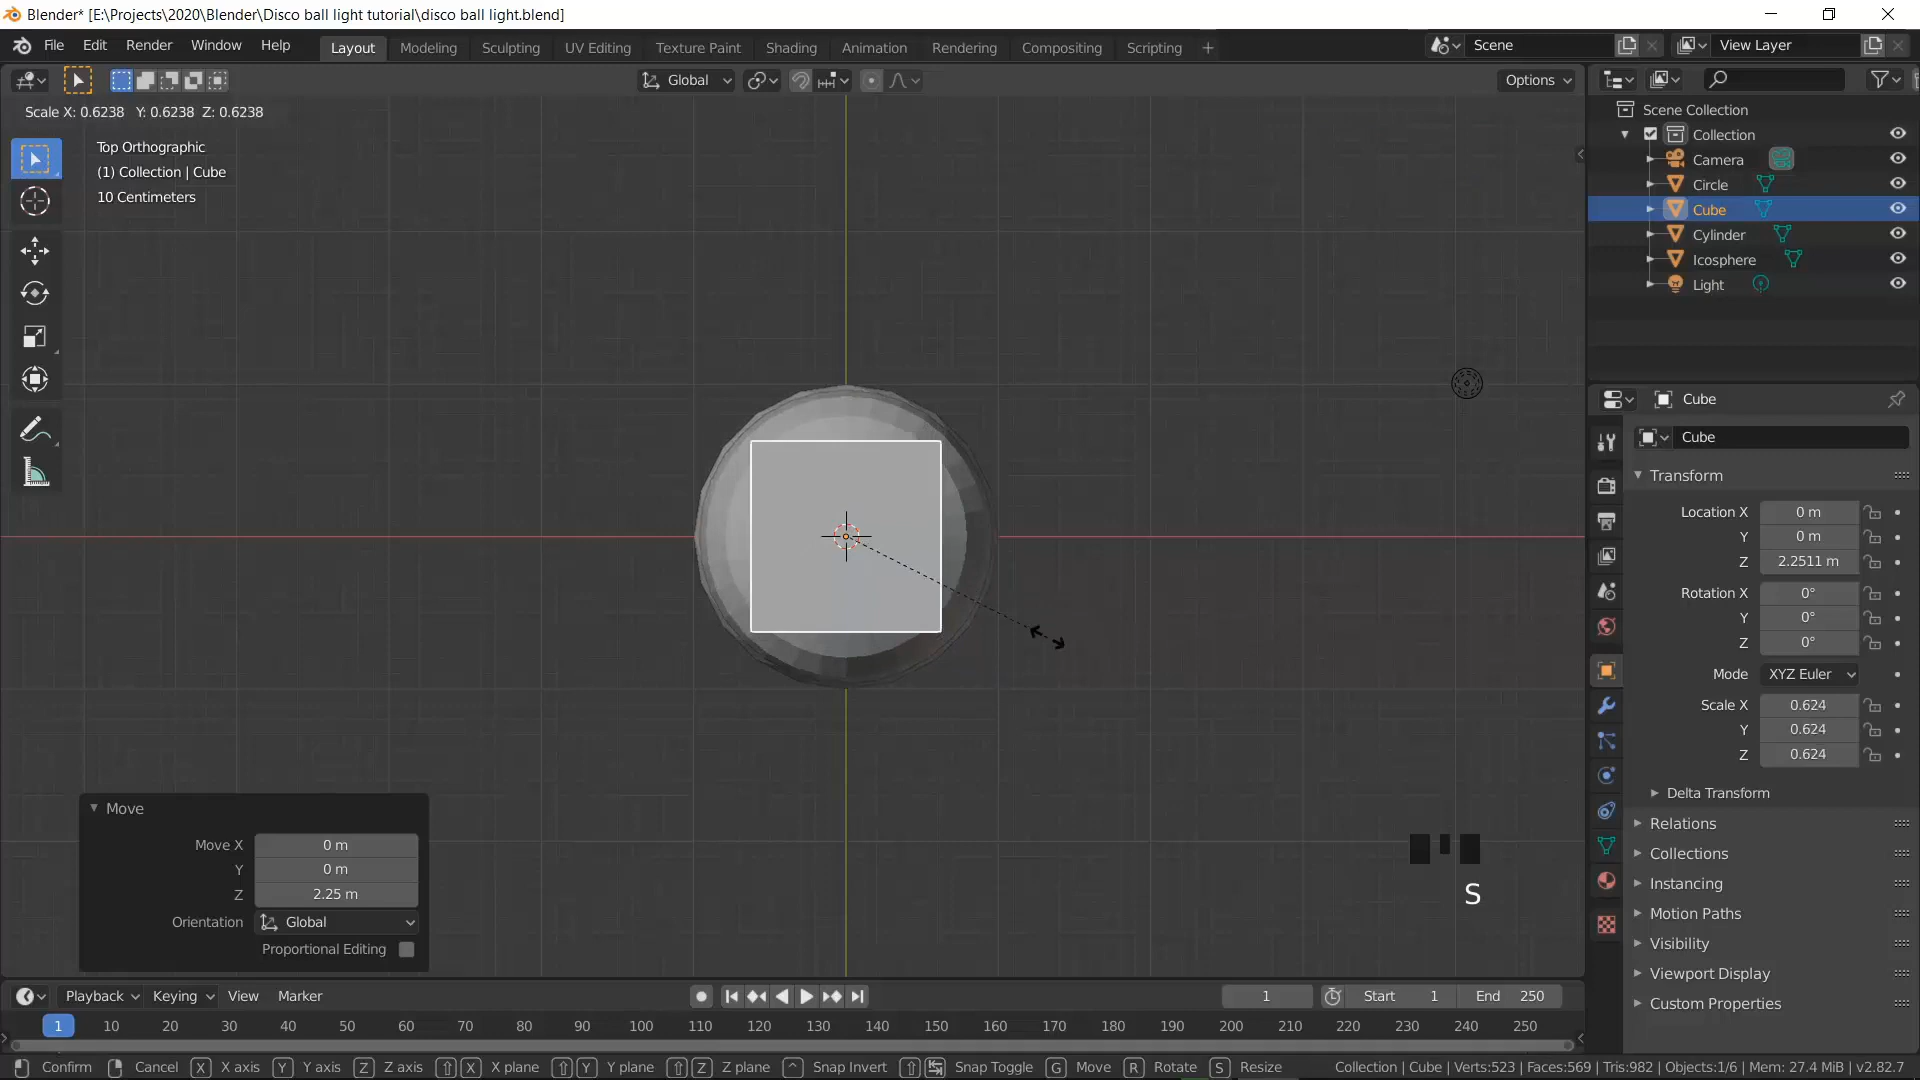 Blender* [E:\Projects\2020\Blender\Disco ball light tutorial\disco ball light.blend]
File Edit Render Window Help Layout Modeling Sculpting UV Editing Texture Paint Shading Animation Rendering Compositing Scripting + Scene View Layer
Global Options
Scale X: 0.6238 Y: 0.6238 Z: 0.6238
Top Orthographic
(1) Collection | Cube
10 Centimeters
Scene Collection
Collection
Camera
Circle
Cube
Cylinder
Icosphere
Light
Cube
Cube
Transform
Location X 0 m
Y 0 m
Z 2.2511 m
Rotation X 0°
Y 0°
Z 0°
Mode XYZ Euler
Scale X 0.624
Y 0.624
Z 0.624
Delta Transform
Relations
Collections
Instancing
Motion Paths
Visibility
Viewport Display
Custom Properties
Move
Move X 0 m
Y 0 m
Z 2.25 m
Orientation Global
Proportional Editing
S
Playback Keying View Marker 1 Start 1 End 250
1 10 20 30 40 50 60 70 80 90 100 110 120 130 140 150 160 170 180 190 200 210 220 230 240 250
Confirm Cancel X X axis Y Y axis Z Z axis X X plane Y Y plane Z Z plane ^ Snap Invert Snap Toggle G Move R Rotate S Resize Collection | Cube | Verts:523 | Faces:569 | Tris:982 | Objects:1/6 | Mem: 27.4 MiB | v2.82.7